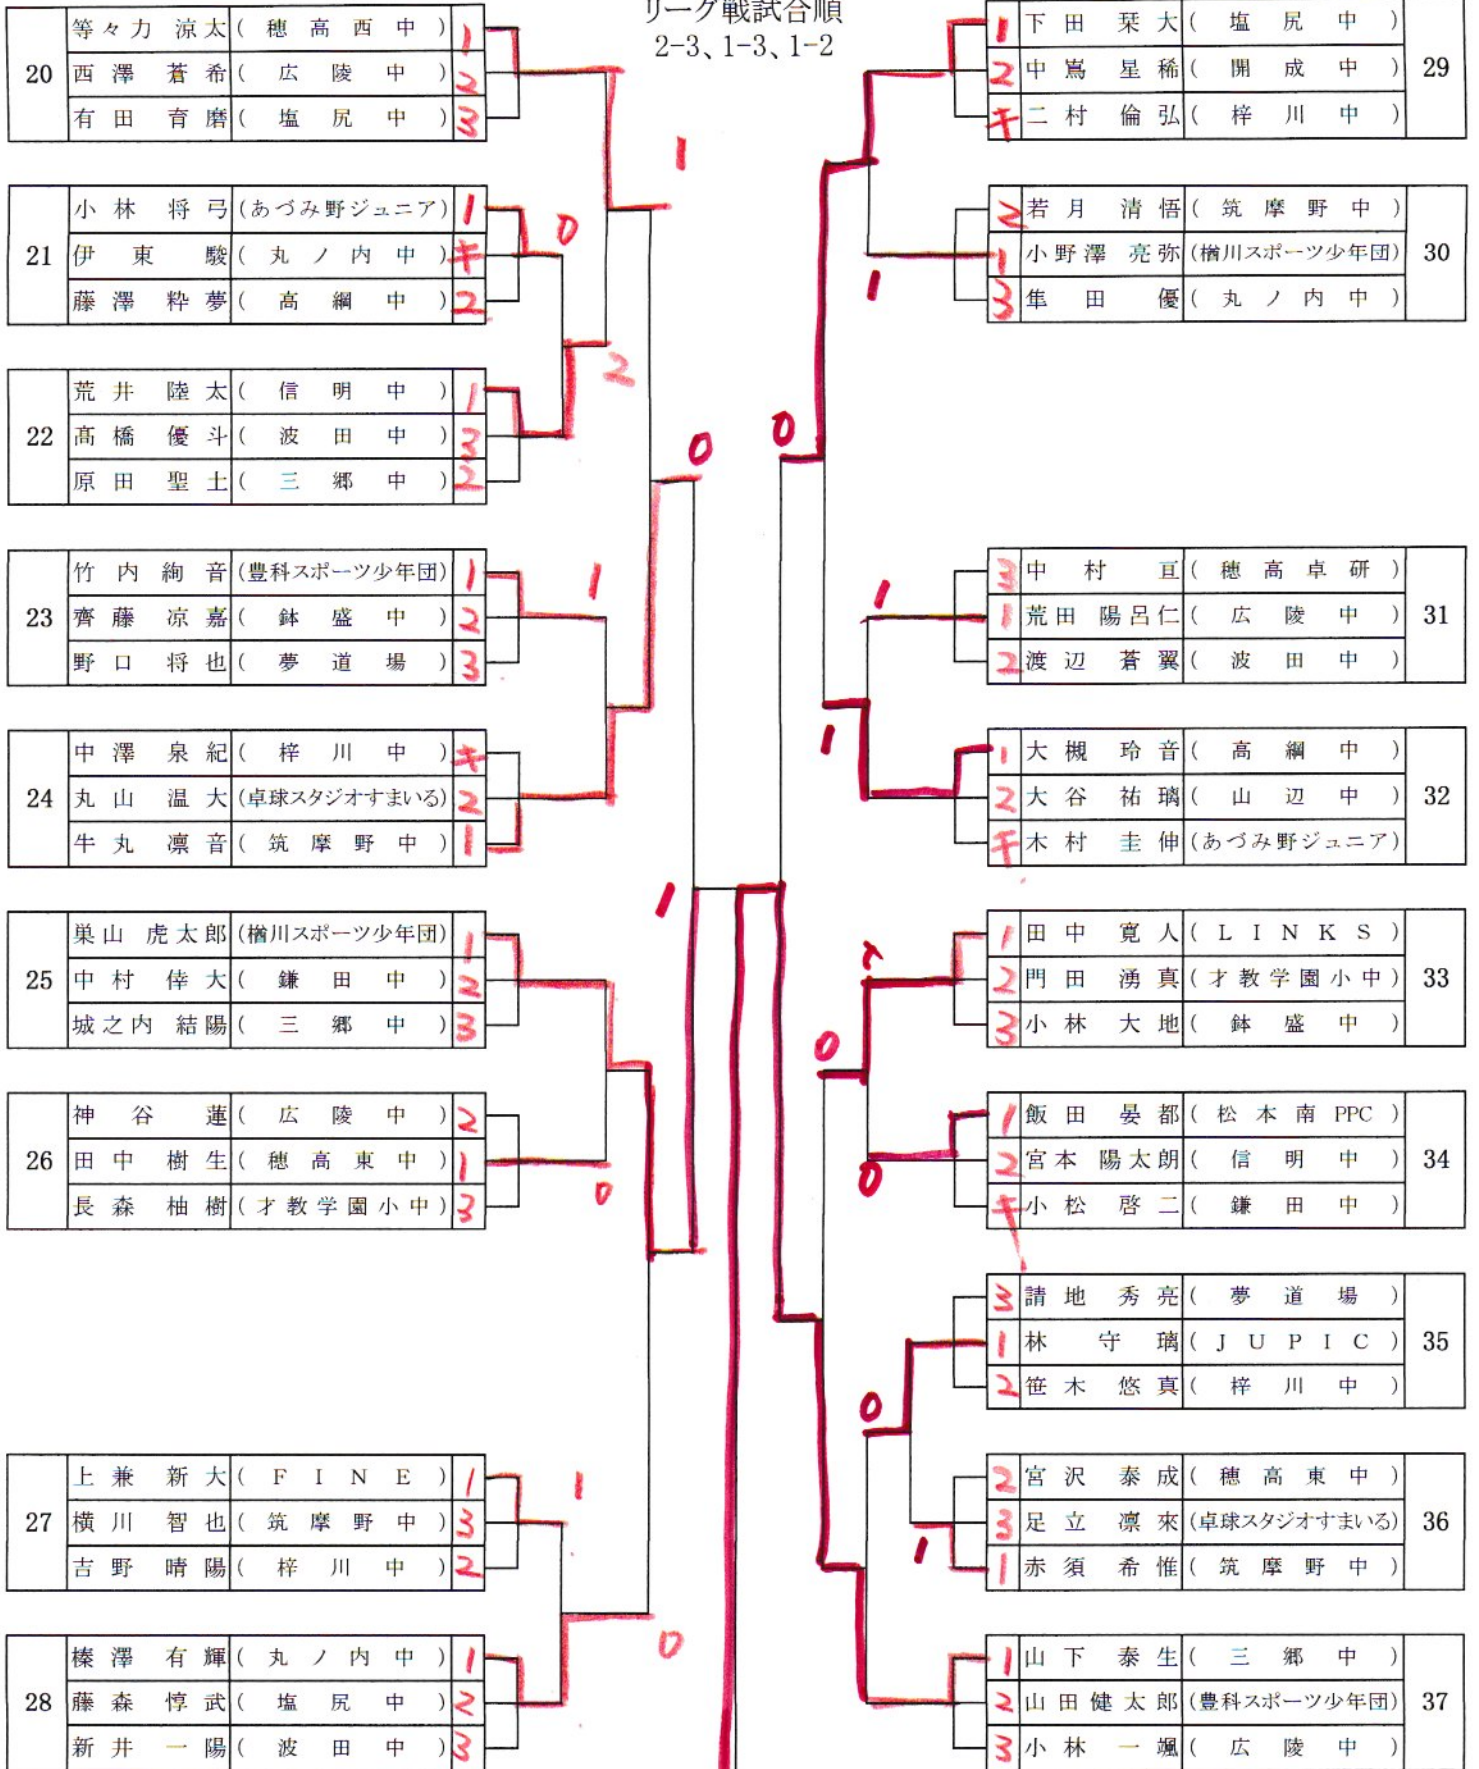 リーグ戦試合順
2-3、1-3、1-2
20
等々力 涼太 (穂高西中) 1
西澤 蒼希 (広陵中) 2
有田 育磨 (塩尻中) 3
1
21
小林 将弓 (あづみ野ジュニア) 1
伊東 駿 (丸ノ内中) キ
藤澤 粋夢 (高綱中) 2
0
2
22
荒井 陸太 (信明中) 1
髙橋 優斗 (波田中) 3
原田 聖土 (三郷中) 2
0
23
竹内 絢音 (豊科スポーツ少年団) 1
齊藤 凉嘉 (鉢盛中) 2
野口 将也 (夢道場) 3
1
24
中澤 泉紀 (梓川中) キ
丸山 温大 (卓球スタジオすまいる) 2
牛丸 凛音 (筑摩野中) 1
1
25
巣山 虎太郎 (楢川スポーツ少年団) 1
中村 倖大 (鎌田中) 2
城之内 結陽 (三郷中) 3
26
神谷 蓮 (広陵中) 2
田中 樹生 (穂高東中) 1
長森 柚樹 (才教学園小中) 3
0
27
上兼 新大 (FINE) 1
横川 智也 (筑摩野中) 3
吉野 晴陽 (梓川中) 2
1
0
28
榛澤 有輝 (丸ノ内中) 1
藤森 惇武 (塩尻中) 2
新井 一陽 (波田中) 3
1 下田 栞大 (塩尻中)
2 中嶌 星稀 (開成中)
キ 二村 倫弘 (梓川中)
29
2 若月 清悟 (筑摩野中)
1 小野澤 亮弥 (楢川スポーツ少年団)
3 隼田 優 (丸ノ内中)
30
1
0
3 中村 亘 (穂高卓研)
1 荒田 陽呂仁 (広陵中)
2 渡辺 蒼翼 (波田中)
31
1
1
1 大槻 玲音 (高綱中)
2 大谷 祐璃 (山辺中)
キ 木村 圭伸 (あづみ野ジュニア)
32
1 田中 寛人 (LINKS)
2 門田 湧真 (才教学園小中)
3 小林 大地 (鉢盛中)
33
0
1 飯田 晏都 (松本南PPC)
2 宮本 陽太朗 (信明中)
キ 小松 啓二 (鎌田中)
34
0
3 請地 秀亮 (夢道場)
1 林 守璃 (JUPIC)
2 笹木 悠真 (梓川中)
35
0
2 宮沢 泰成 (穂高東中)
3 足立 凛來 (卓球スタジオすまいる)
1 赤須 希惟 (筑摩野中)
36
1
1 山下 泰生 (三郷中)
2 山田 健太郎 (豊科スポーツ少年団)
3 小林 一颯 (広陵中)
37